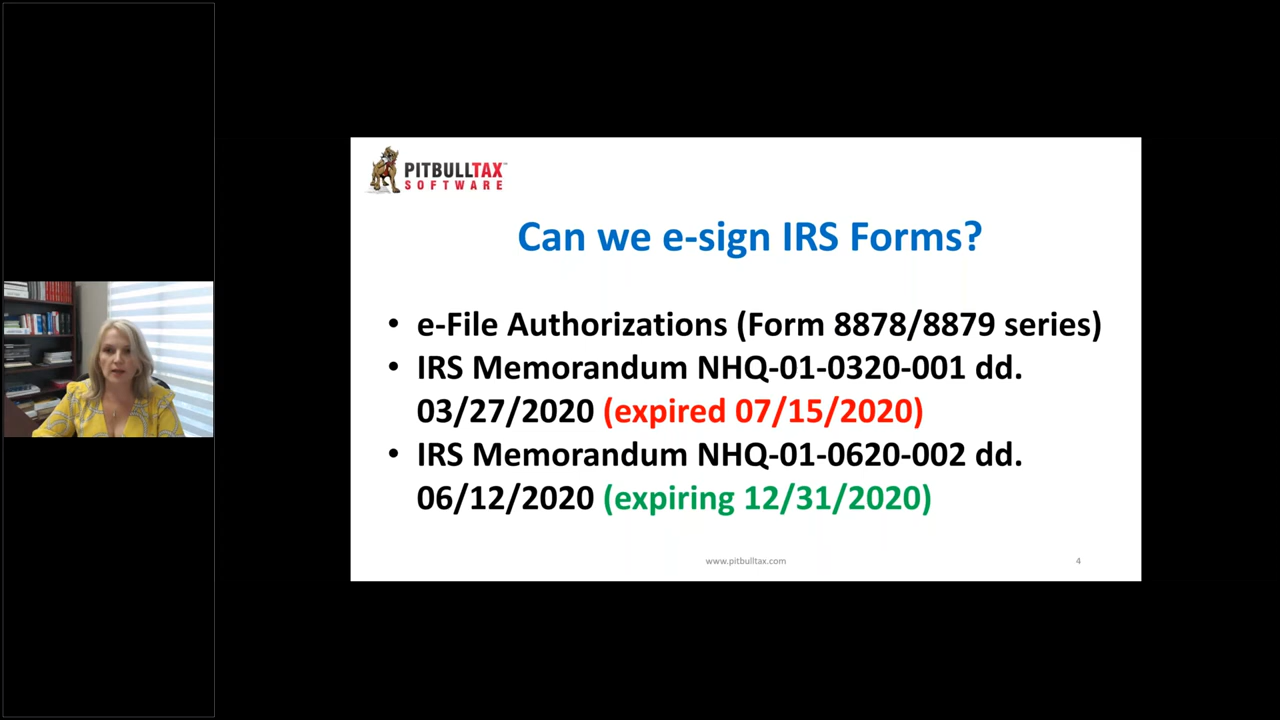 PITBULLTAX™
SOFTWARE
Can we e-sign IRS Forms?
• e-File Authorizations (Form 8878/8879 series)
• IRS Memorandum NHQ-01-0320-001 dd.
03/27/2020 (expired 07/15/2020)
• IRS Memorandum NHQ-01-0620-002 dd.
06/12/2020 (expiring 12/31/2020)
www.pitbulltax.com
4